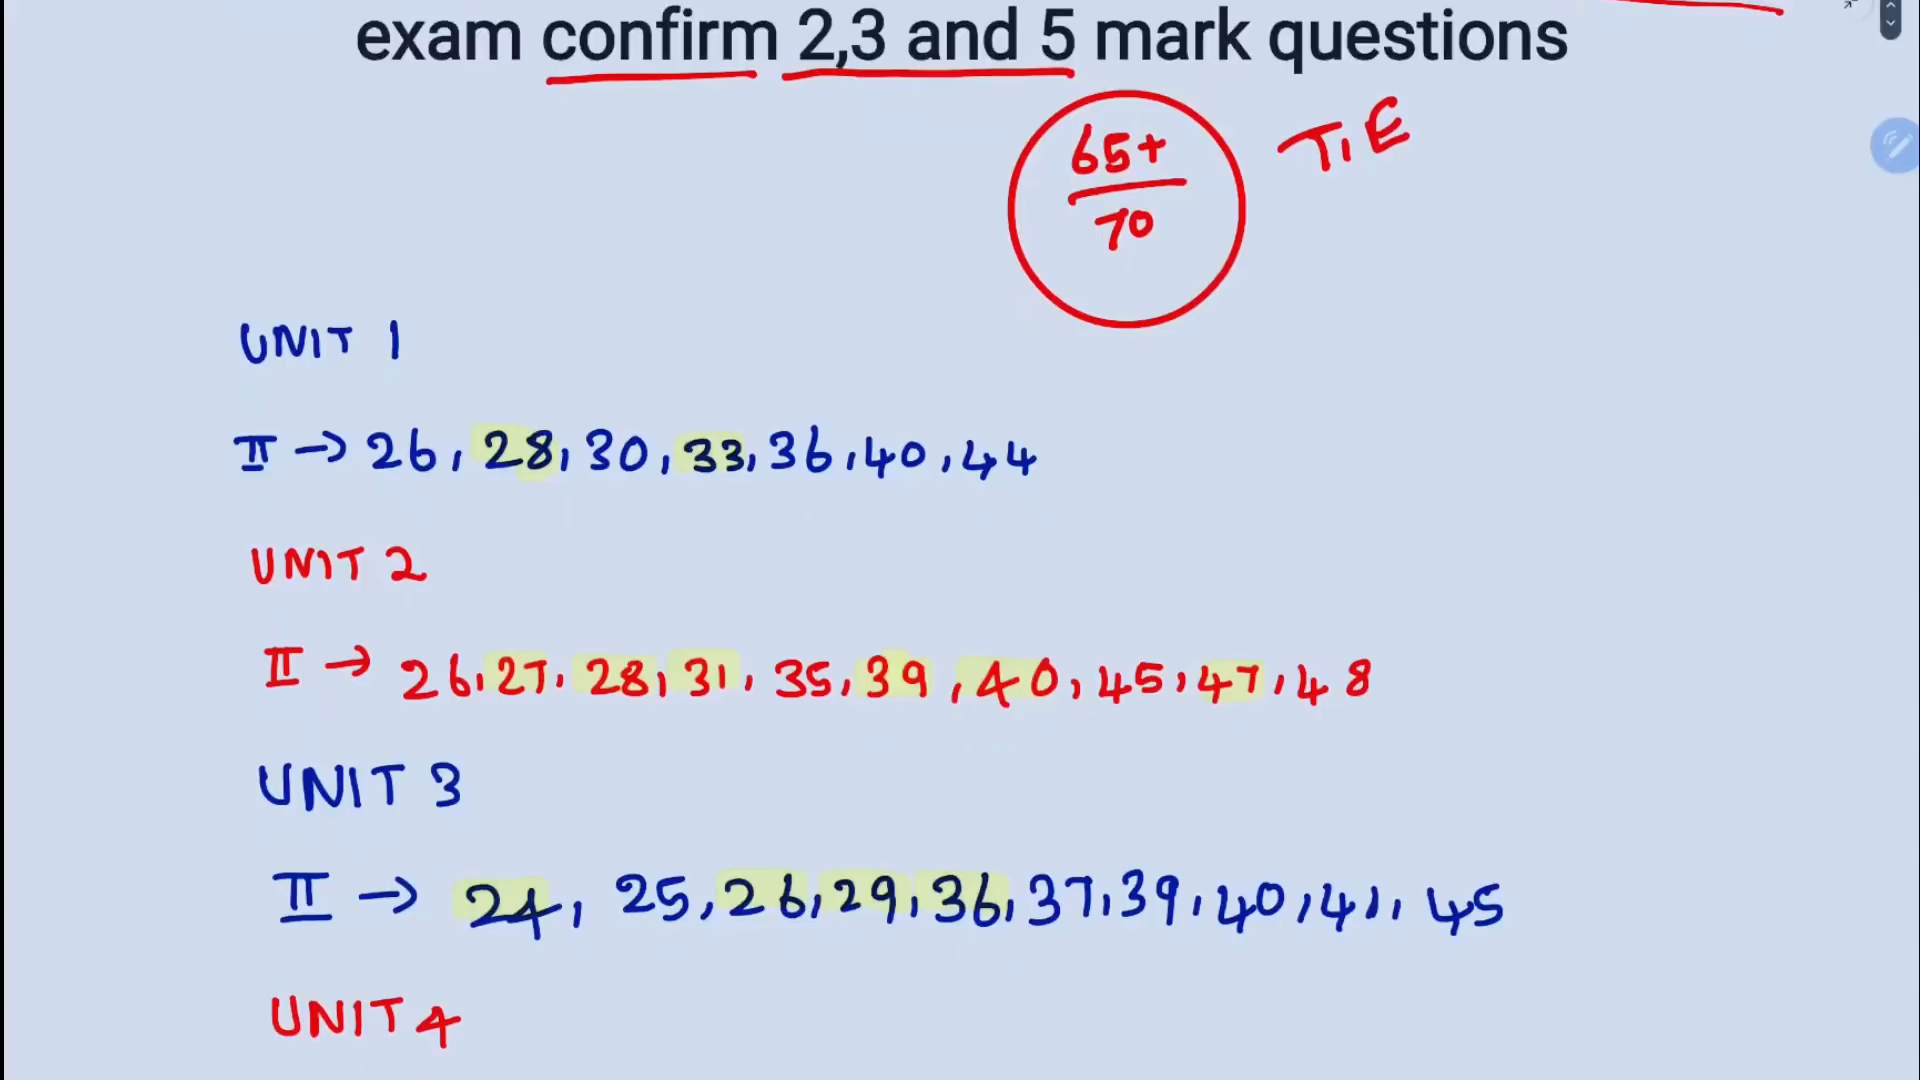 exam confirm 2,3 and 5 mark questions
65+
70
T.E
UNIT 1
II → 26, 28, 30, 33, 36, 40, 44
UNIT 2
II → 26, 27, 28, 31, 35, 39, 40, 45, 47, 48
UNIT 3
II → 24, 25, 26, 29, 36, 37, 39, 40, 41, 45
UNIT 4